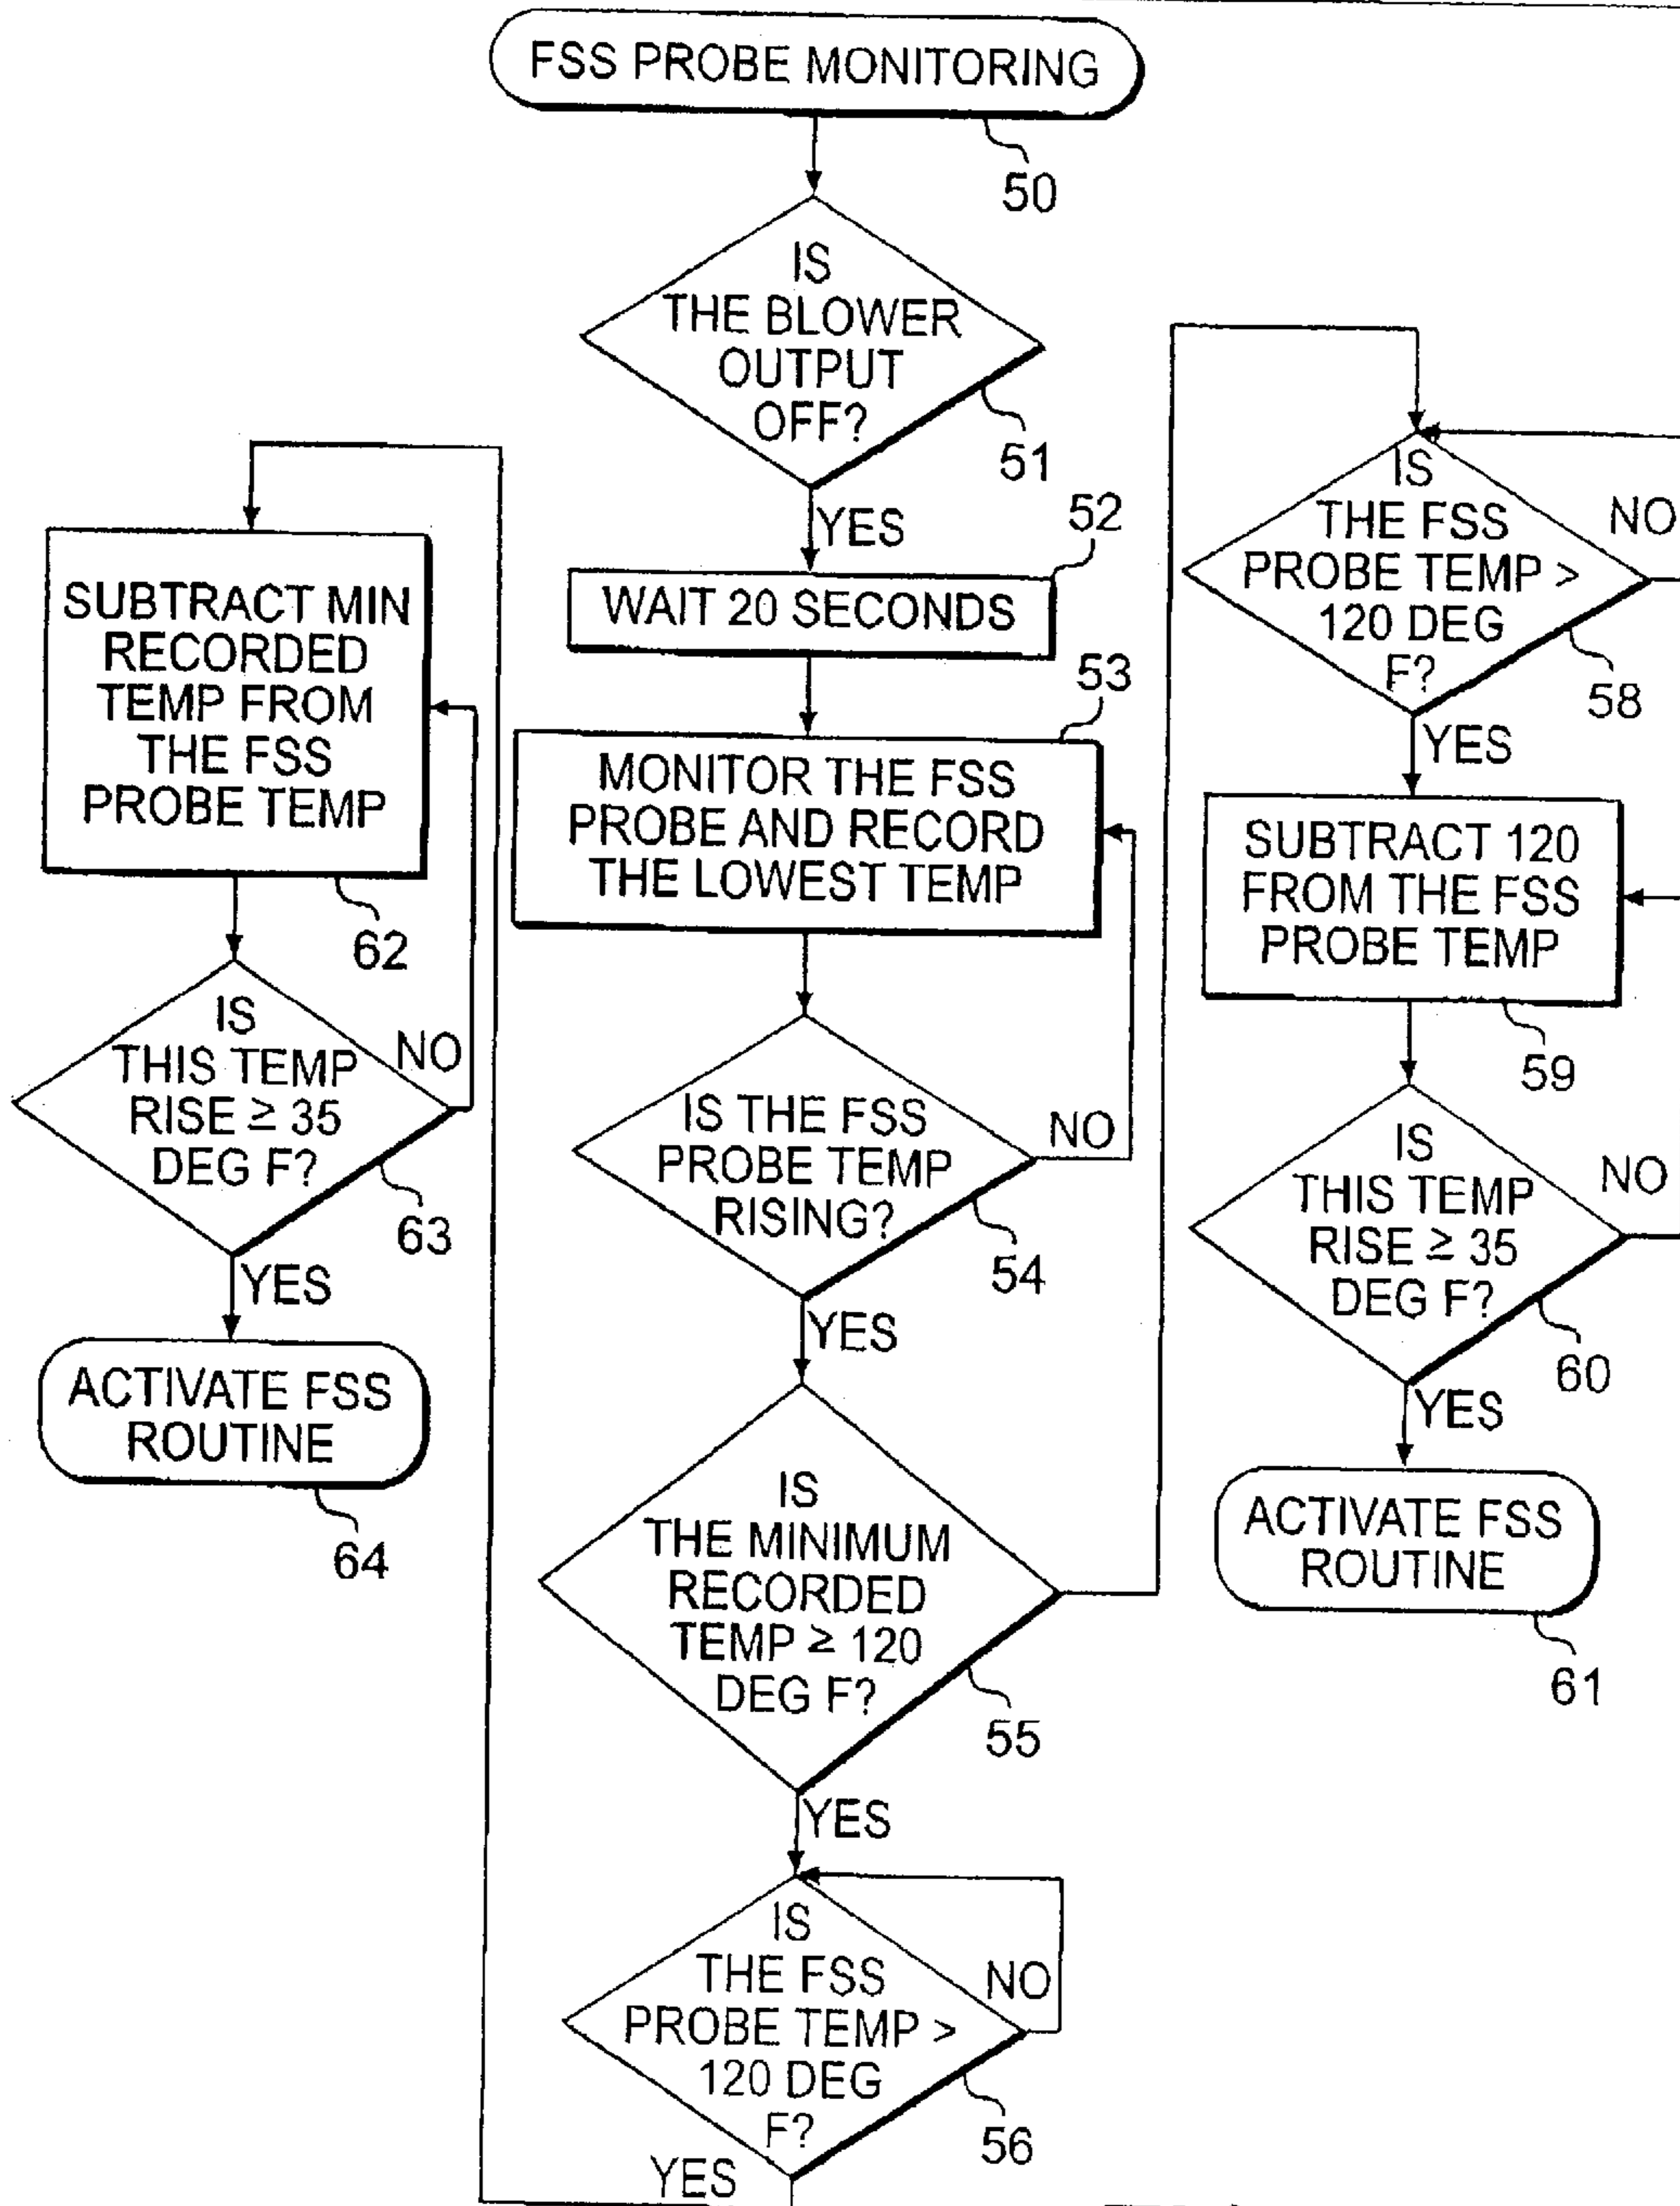 FSS PROBE MONITORING
50
IS
THE BLOWER
OUTPUT
OFF?
51
YES
52
WAIT 20 SECONDS
53
MONITOR THE FSS
PROBE AND RECORD
THE LOWEST TEMP
IS THE FSS
PROBE TEMP
RISING?
NO
54
YES
IS
THE MINIMUM
RECORDED
TEMP ≥ 120
DEG F?
55
YES
IS
THE FSS
PROBE TEMP >
120 DEG
F?
NO
56
YES
SUBTRACT MIN
RECORDED
TEMP FROM
THE FSS
PROBE TEMP
62
IS
THIS TEMP
RISE ≥ 35
DEG F?
NO
63
YES
ACTIVATE FSS
ROUTINE
64
IS
THE FSS
PROBE TEMP >
120 DEG
F?
NO
58
YES
SUBTRACT 120
FROM THE FSS
PROBE TEMP
59
IS
THIS TEMP
RISE ≥ 35
DEG F?
NO
60
YES
ACTIVATE FSS
ROUTINE
61